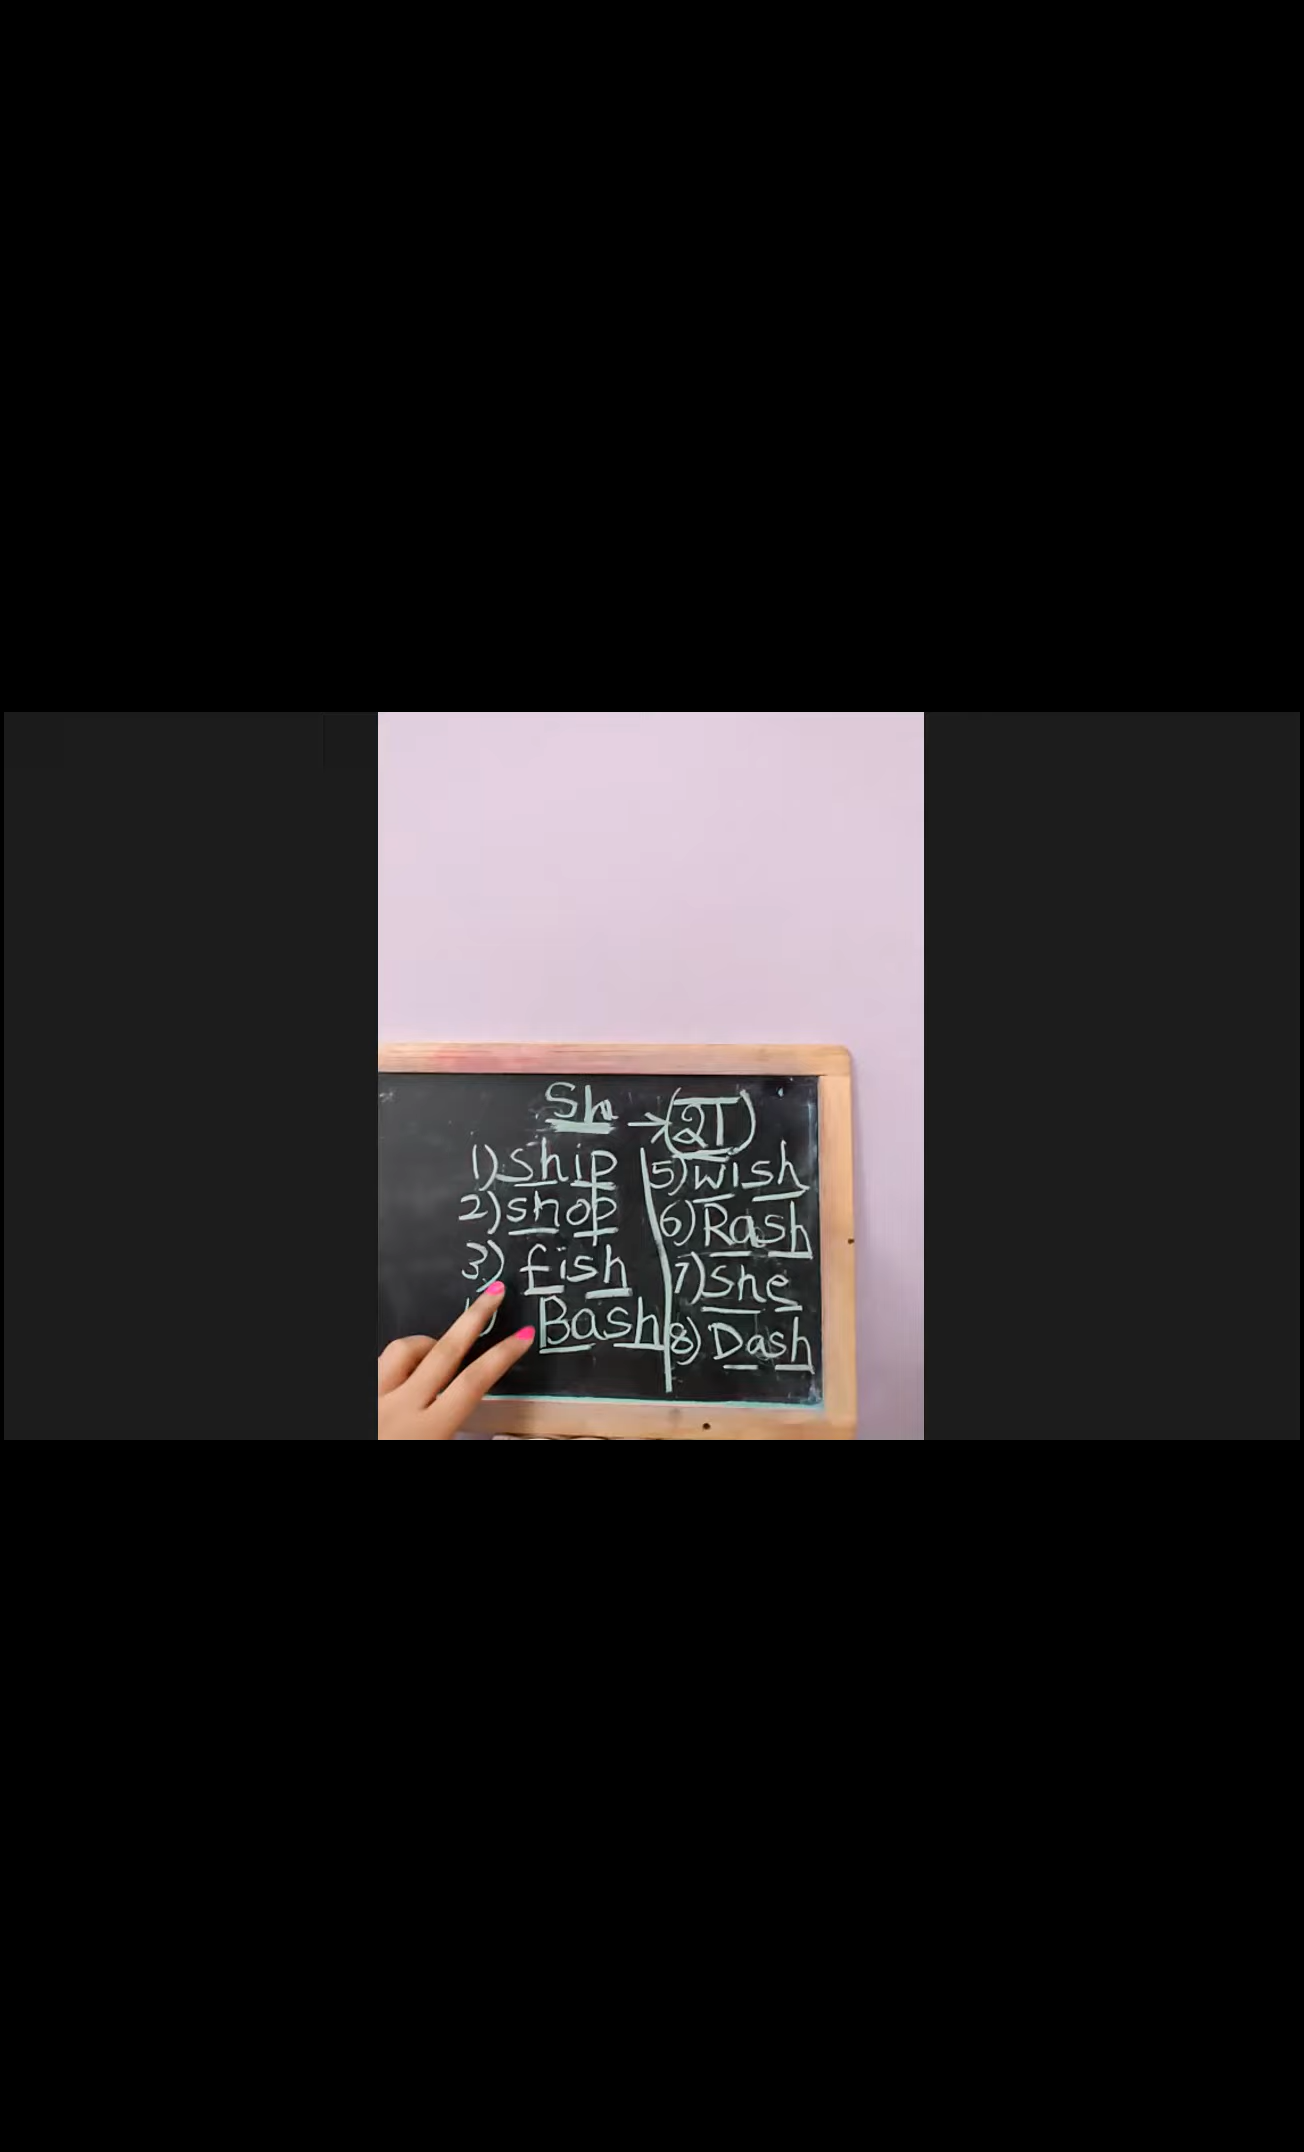 Sh → (श)
1) Ship
2) shop
3) fish
Bash
5) wish
6) Rash
7) She
8) Dash